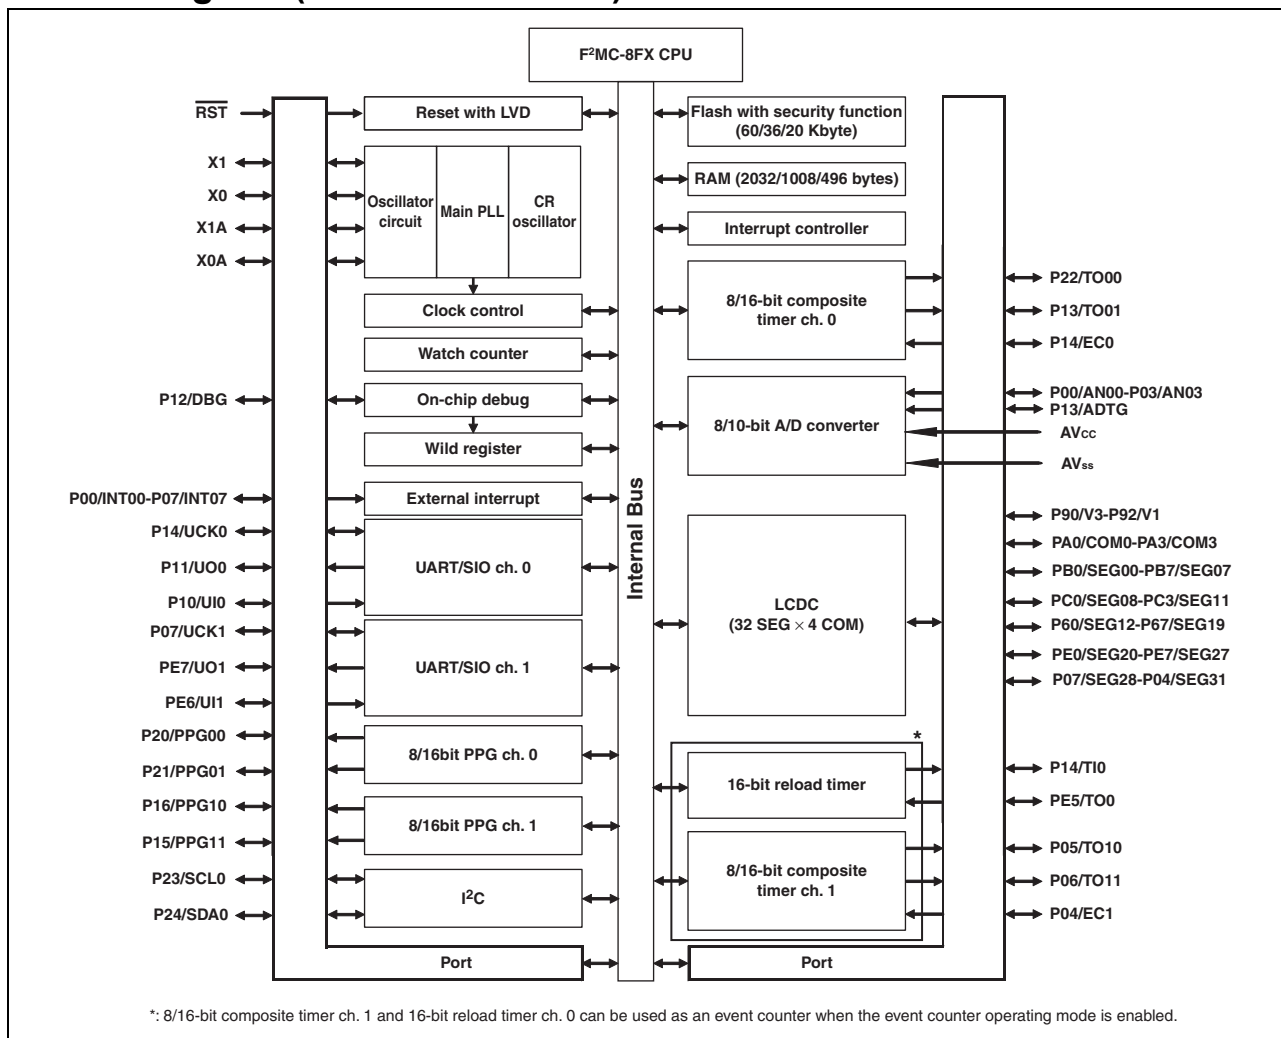 F²MC-8FX CPU
RST
X1
X0
X1A
X0A
P12/DBG
P00/INT00-P07/INT07
P14/UCK0
P11/UO0
P10/UI0
P07/UCK1
PE7/UO1
PE6/UI1
P20/PPG00
P21/PPG01
P16/PPG10
P15/PPG11
P23/SCL0
P24/SDA0
Reset with LVD
Oscillator
circuit
Main PLL
CR
oscillator
Clock control
Watch counter
On-chip debug
Wild register
External interrupt
UART/SIO ch. 0
UART/SIO ch. 1
8/16bit PPG ch. 0
8/16bit PPG ch. 1
I²C
Port
Internal Bus
Flash with security function
(60/36/20 Kbyte)
RAM (2032/1008/496 bytes)
Interrupt controller
8/16-bit composite
timer ch. 0
8/10-bit A/D converter
LCDC
(32 SEG × 4 COM)
*
16-bit reload timer
8/16-bit composite
timer ch. 1
Port
P22/TO00
P13/TO01
P14/EC0
P00/AN00-P03/AN03
P13/ADTG
AVcc
AVss
P90/V3-P92/V1
PA0/COM0-PA3/COM3
PB0/SEG00-PB7/SEG07
PC0/SEG08-PC3/SEG11
P60/SEG12-P67/SEG19
PE0/SEG20-PE7/SEG27
P07/SEG28-P04/SEG31
P14/TI0
PE5/TO0
P05/TO10
P06/TO11
P04/EC1
*: 8/16-bit composite timer ch. 1 and 16-bit reload timer ch. 0 can be used as an event counter when the event counter operating mode is enabled.